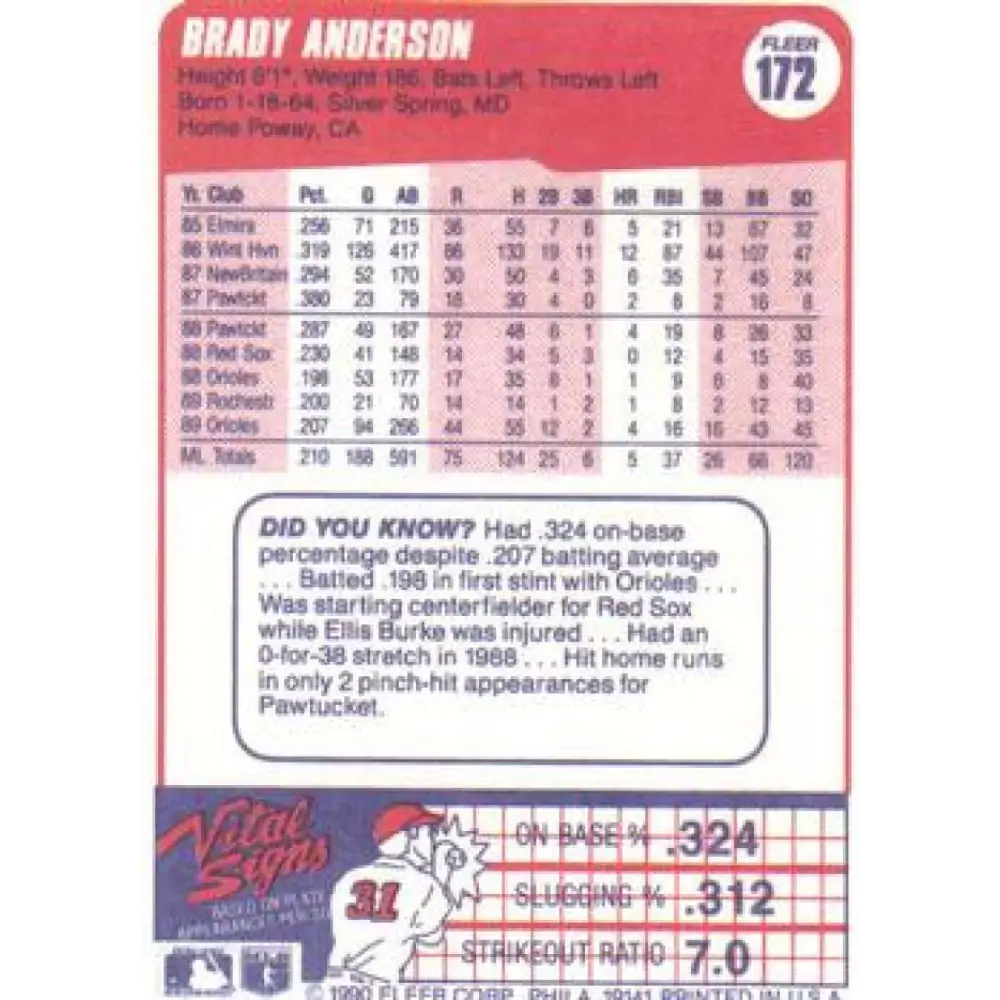 BRADY ANDERSON
FLEER
172
Height 6'1", Weight 186, Bats Left, Throws Left
Born 1-18-64, Silver Spring, MD
Home Poway, CA
Yr. Club Pct. G AB R H 2B 3B HR RBI SB BB SO
85 Elmira .256 71 215 36 55 7 6 5 21 13 67 32
86 Wint Hvn .319 126 417 86 133 19 11 12 87 44 107 47
87 NewBritain .294 52 170 30 50 4 3 6 35 7 45 24
87 Pawtckt .380 23 79 18 30 4 0 2 8 2 16 8
88 Pawtckt .287 49 167 27 48 6 1 4 19 8 26 33
88 Red Sox .230 41 148 14 34 5 3 0 12 4 15 35
88 Orioles .198 53 177 17 35 8 1 1 9 6 8 40
89 Rochestr .200 21 70 14 14 1 2 1 8 2 12 13
89 Orioles .207 94 266 44 55 12 2 4 16 16 43 45
ML Totals .210 188 591 75 124 25 6 5 37 26 66 120
DID YOU KNOW? Had .324 on-base
percentage despite .207 batting average
... Batted .198 in first stint with Orioles ...
Was starting centerfielder for Red Sox
while Ellis Burke was injured ... Had an
0-for-38 stretch in 1988 ... Hit home runs
in only 2 pinch-hit appearances for
Pawtucket.
Vital
Signs
BASED ON PLATE
APPEARANCES PER SO
31
ON BASE % .324
SLUGGING % .312
STRIKEOUT RATIO 7.0
© 1990 FLEER CORP. PHILA. 19141 PRINTED IN U.S.A.